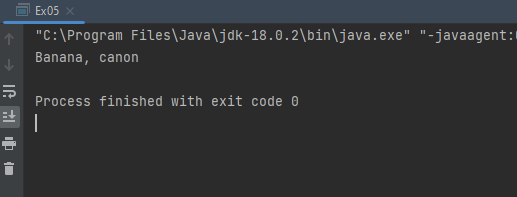 Ex05
"C:\Program Files\Java\jdk-18.0.2\bin\java.exe" "-javaagent:
Banana, canon
Process finished with exit code 0